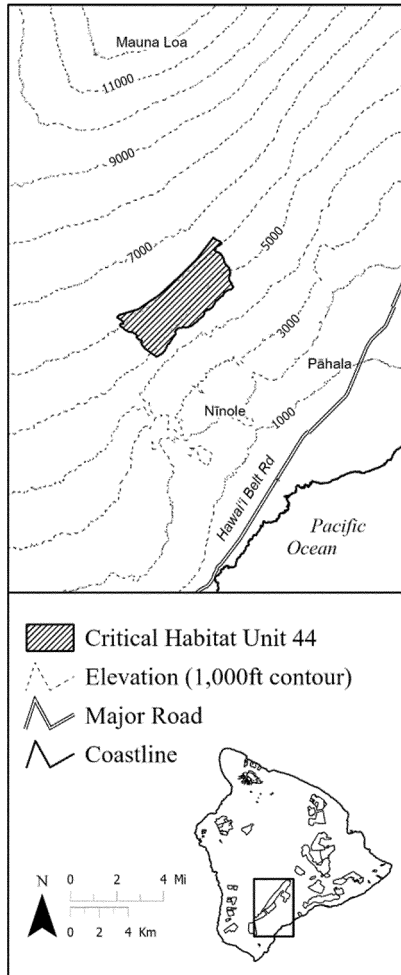 Mauna Loa
11000
9000
7000
5000
3000
Pāhala
Nīnole
1000
Hawai'i Belt Rd
Pacific
Ocean
Critical Habitat Unit 44
Elevation (1,000ft contour)
Major Road
Coastline
N
0 2 4 Mi
0 2 4 Km